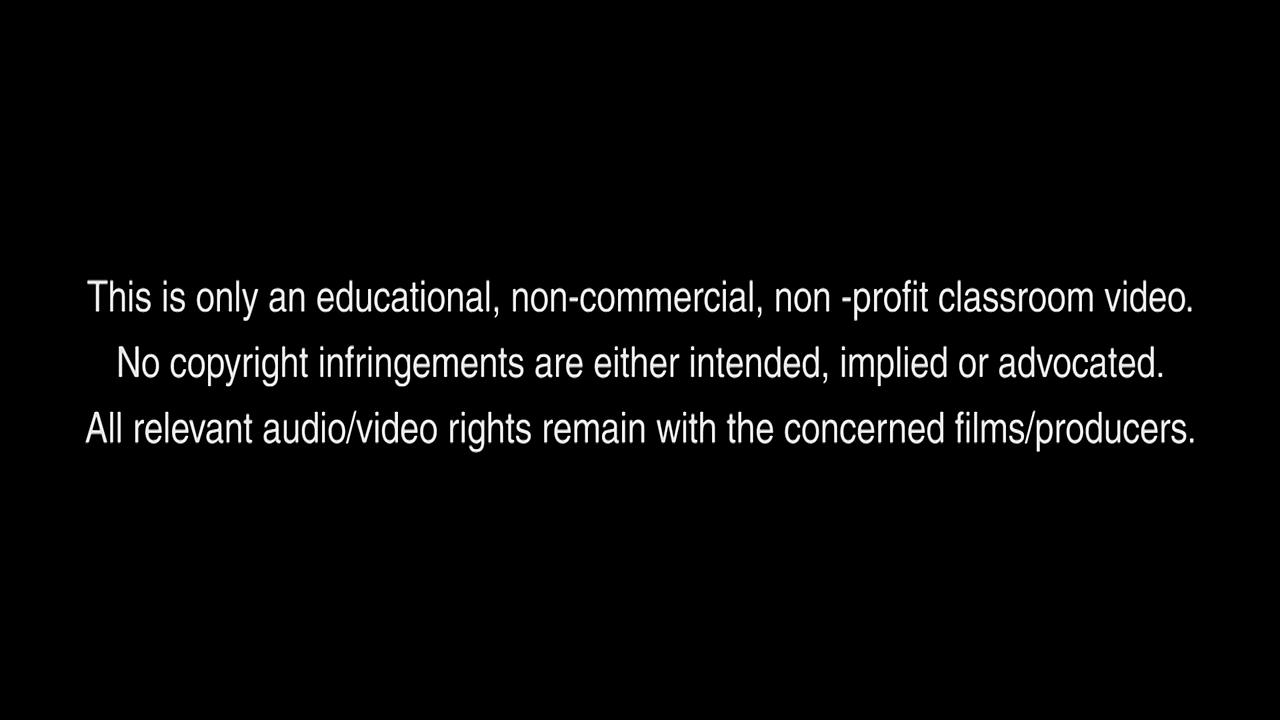 This is only an educational, non-commercial, non -profit classroom video.
No copyright infringements are either intended, implied or advocated.
All relevant audio/video rights remain with the concerned films/producers.